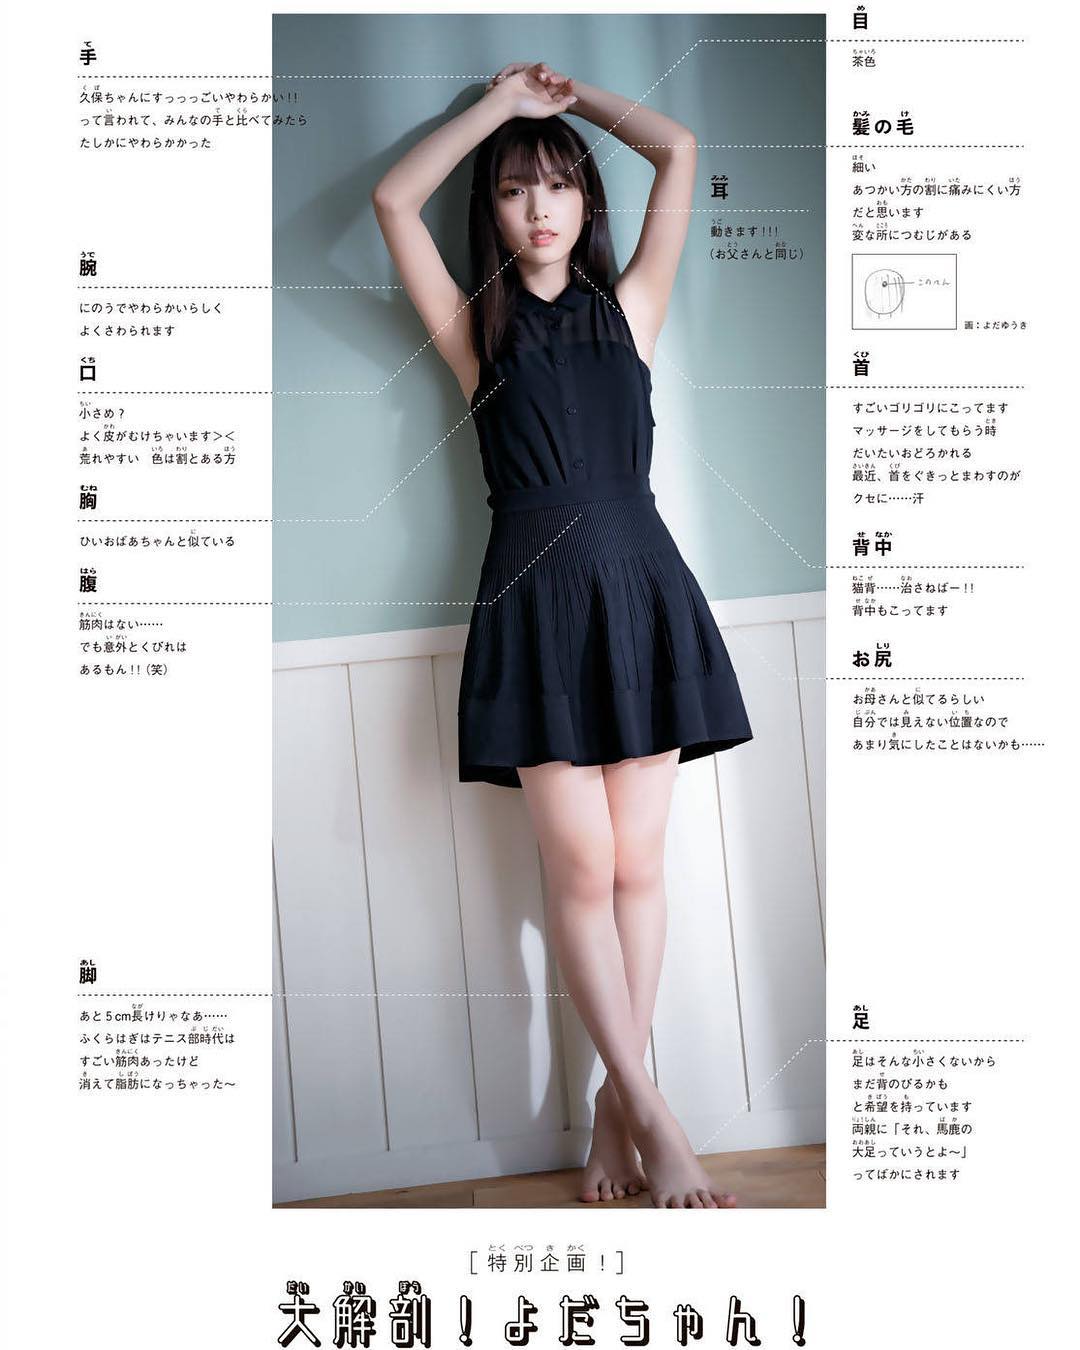 手
久保ちゃんにすっっっごいやわらかい!!
って言われて、みんなの手と比べてみたら
たしかにやわらかかった
腕
にのうでやわらかいらしく
よくさわられます
口
小さめ？
よく皮がむけちゃいます＞＜
荒れやすい　色は割とある方
胸
ひいおばあちゃんと似ている
腹
筋肉はない……
でも意外とくびれは
あるもん!!（笑）
脚
あと5cm長けりゃなあ……
ふくらはぎはテニス部時代は
すごい筋肉あったけど
消えて脂肪になっちゃった〜
耳
動きます!!!
（お父さんと同じ）
目
茶色
髪の毛
細い
あつかい方の割に痛みにくい方
だと思います
変な所につむじがある
このへん
画：よだゆうき
首
すごいゴリゴリにこってます
マッサージをしてもらう時
だいたいおどろかれる
最近、首をぐきっとまわすのが
クセに……汗
背中
猫背……治さねばー!!
背中もこってます
お尻
お母さんと似てるらしい
自分では見えない位置なので
あまり気にしたことはないかも……
足
足はそんな小さくないから
まだ背のびるかも
と希望を持っています
両親に「それ、馬鹿の
大足っていうとよ〜」
ってばかにされます
［特別企画！］
大解剖！よだちゃん！